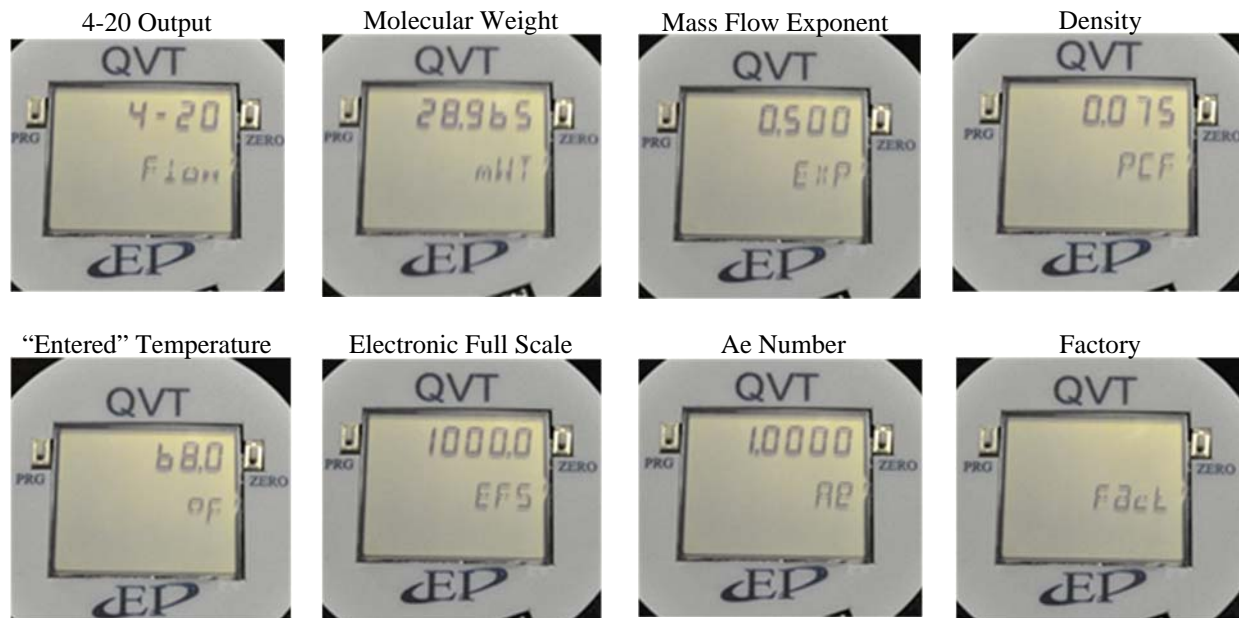 4-20 Output
QVT
4-20
PRG
ZERO
Flow
EP
Molecular Weight
QVT
28.965
PRG
ZERO
mWT
EP
Mass Flow Exponent
QVT
0.500
PRG
ZERO
EXP
EP
Density
QVT
0.075
PRG
ZERO
PCF
EP
“Entered” Temperature
QVT
68.0
PRG
ZERO
°F
EP
Electronic Full Scale
QVT
1000.0
PRG
ZERO
EFS
EP
Ae Number
QVT
1.0000
PRG
ZERO
Ae
EP
Factory
QVT
PRG
ZERO
Fact
EP